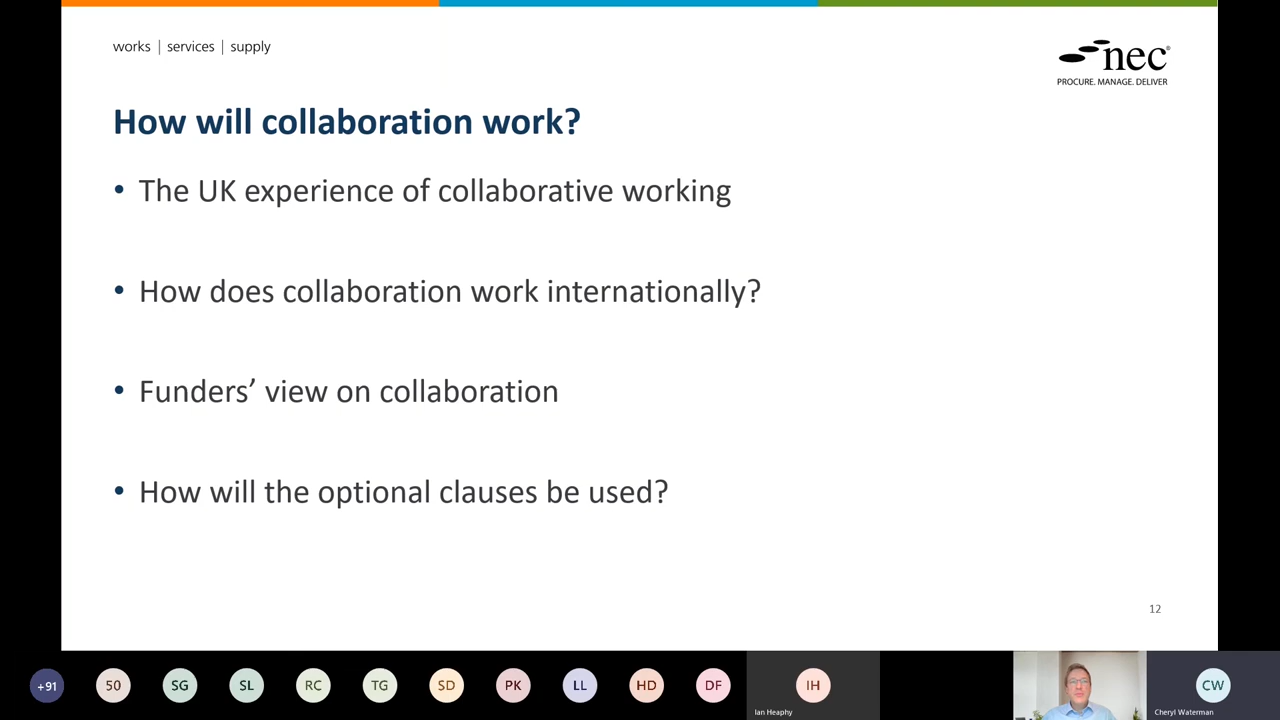 works | services | supply
nec®
PROCURE. MANAGE. DELIVER
How will collaboration work?
• The UK experience of collaborative working
• How does collaboration work internationally?
• Funders’ view on collaboration
• How will the optional clauses be used?
12
+91 50 SG SL RC TG SD PK LL HD DF IH CW
Ian Heaphy Cheryl Waterman